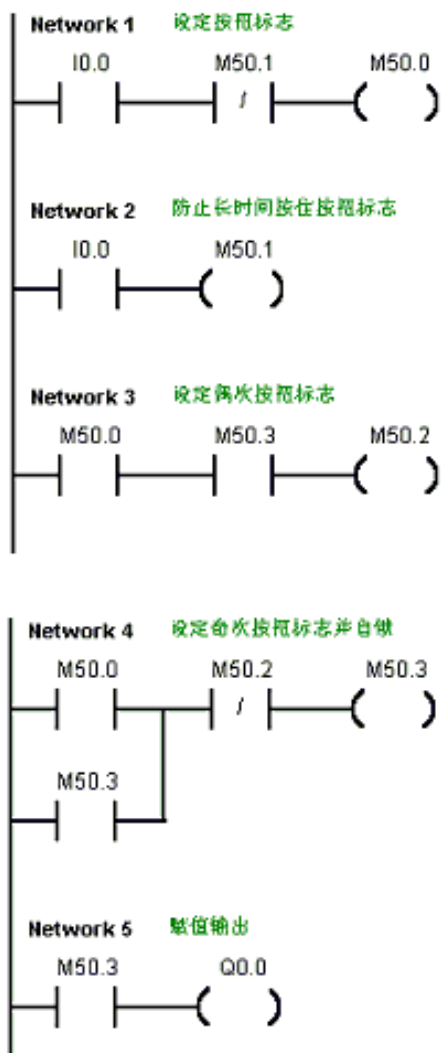 Network 1 设定按钮标志
I0.0 M50.1 M50.0
/
Network 2 防止长时间按住按钮标志
I0.0 M50.1
Network 3 设定偶次按钮标志
M50.0 M50.3 M50.2
Network 4 设定奇次按钮标志并自锁
M50.0 M50.2 M50.3
/
M50.3
Network 5 赋值输出
M50.3 Q0.0